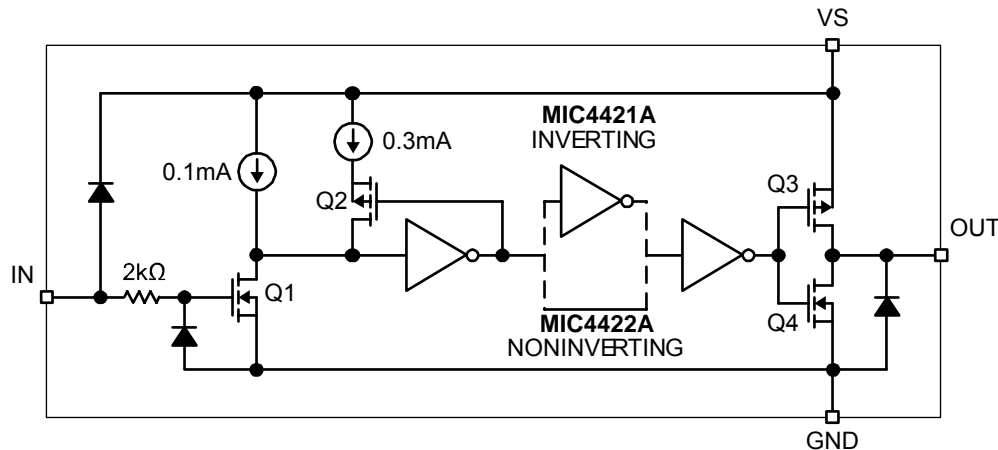 VS
MIC4421A
INVERTING
0.3mA
0.1mA
Q2
Q3
OUT
IN
2kΩ
Q1
Q4
MIC4422A
NONINVERTING
GND